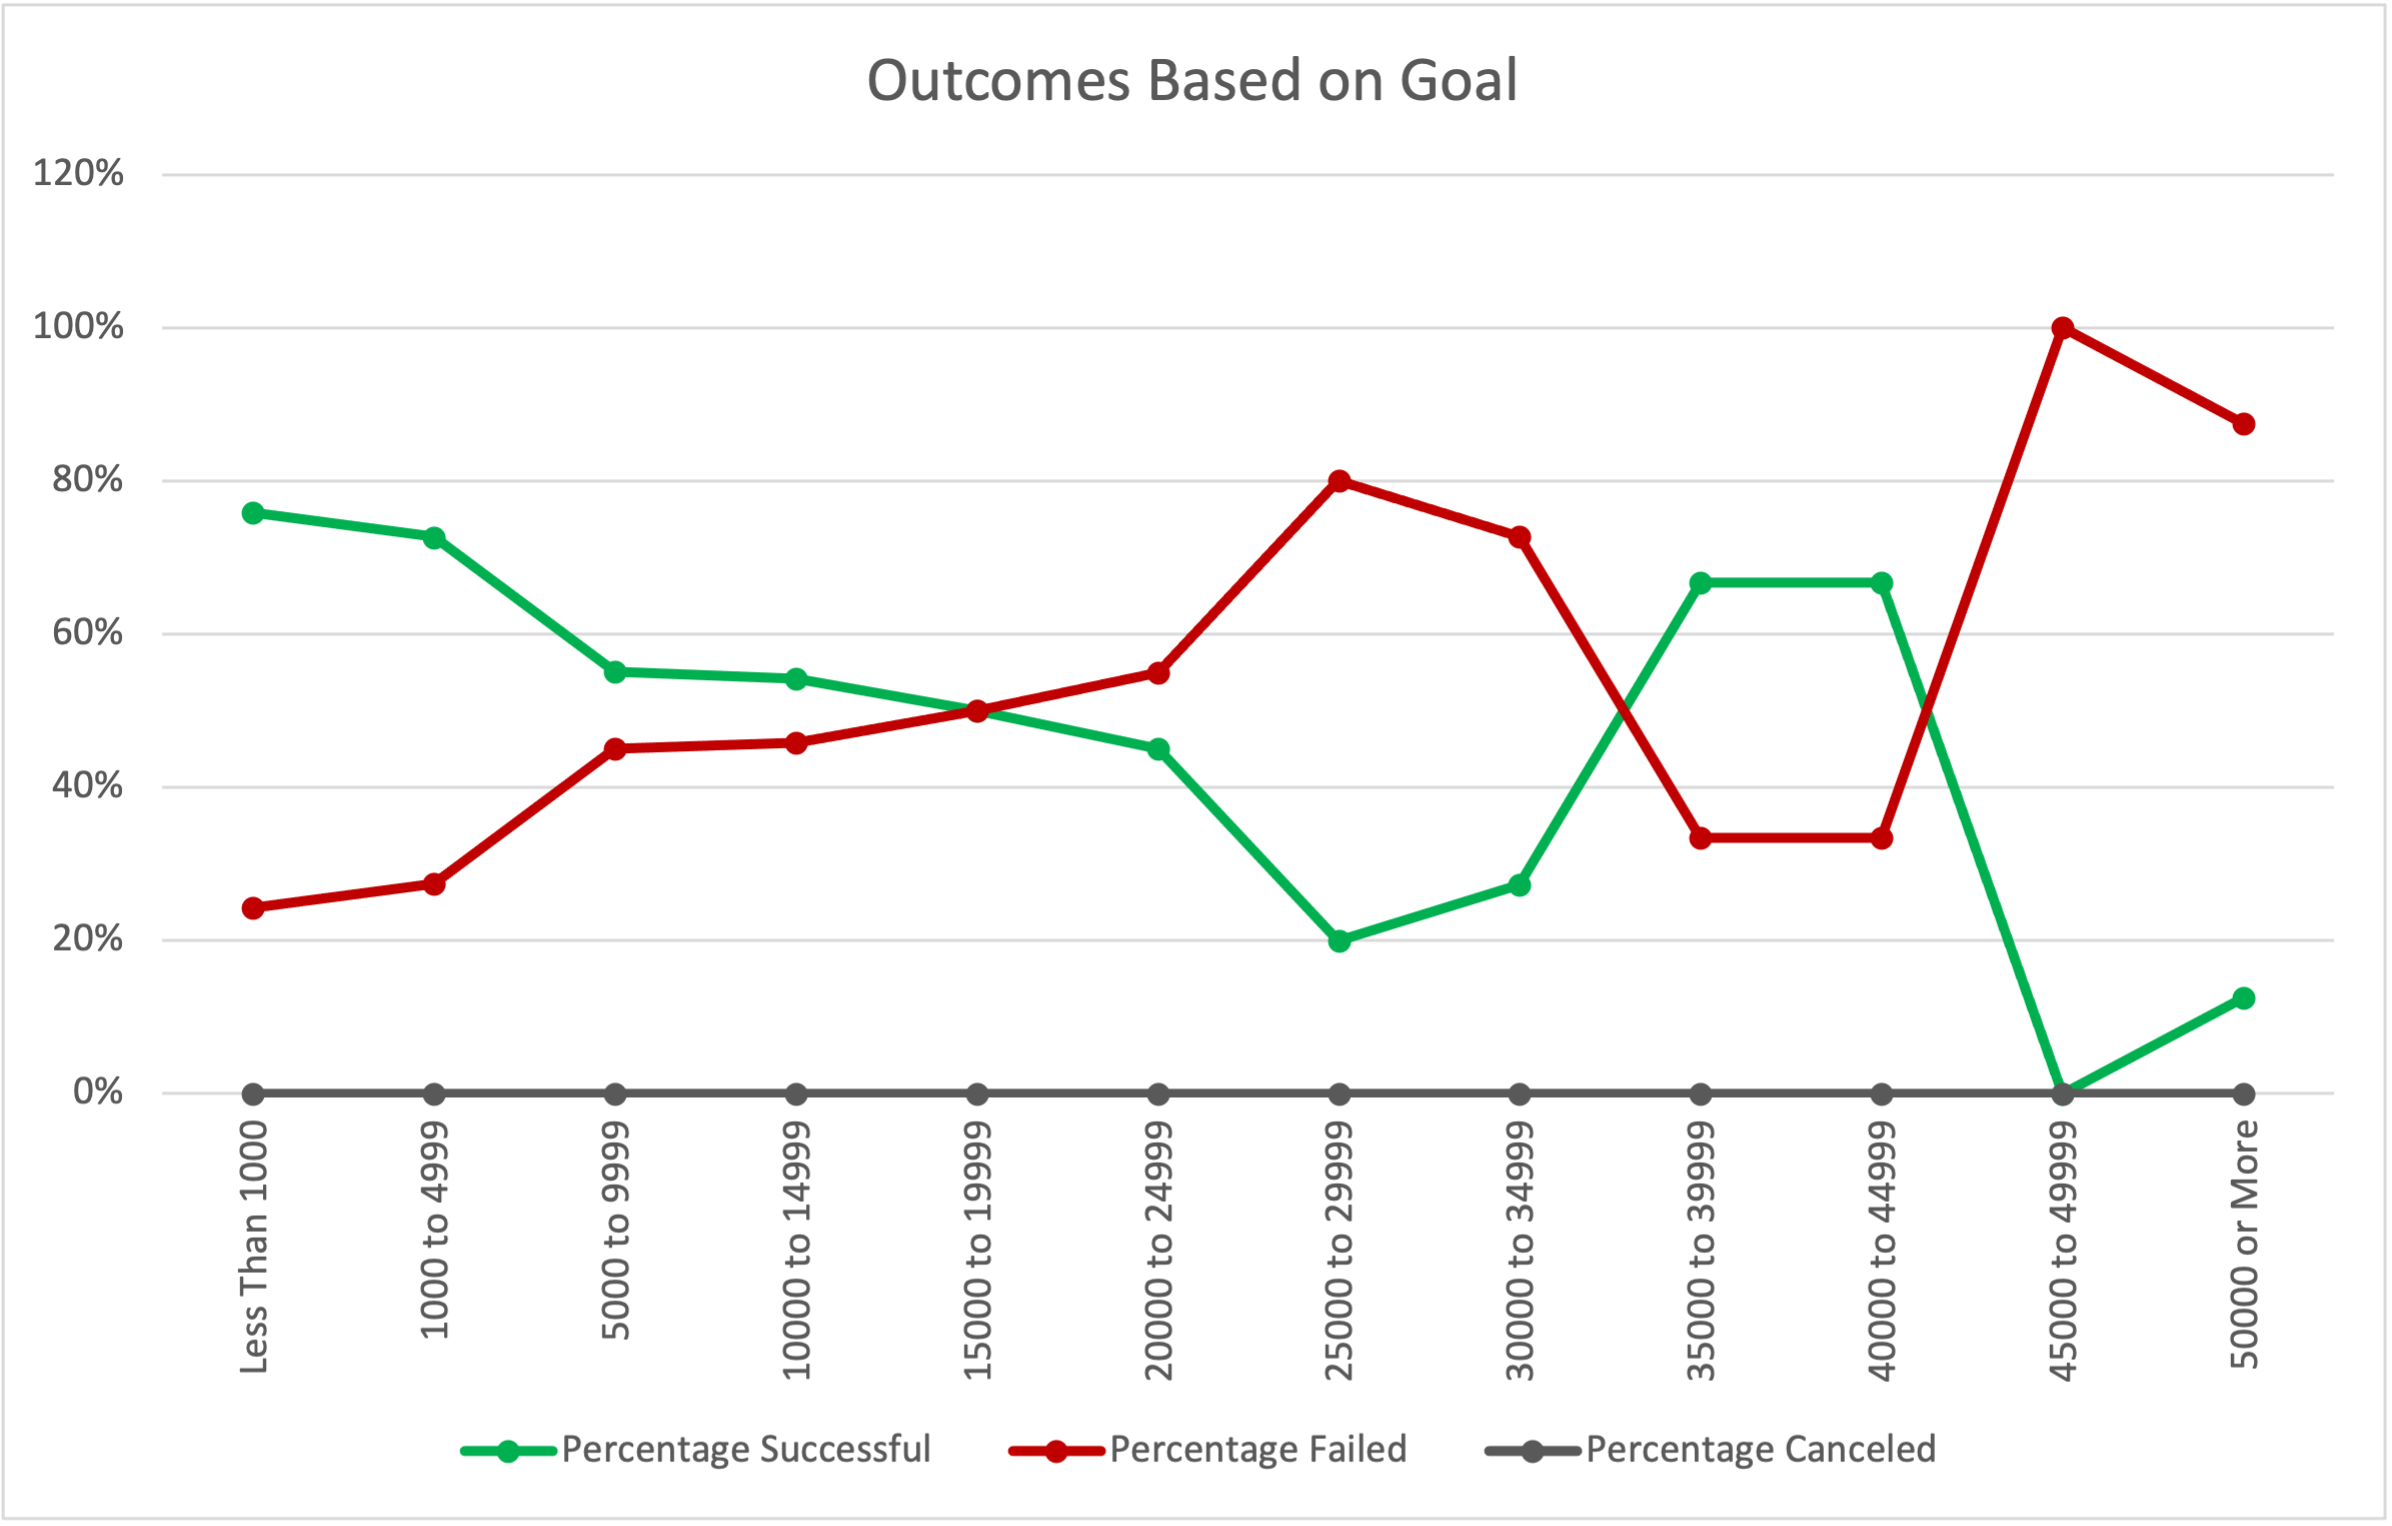 Outcomes Based on Goal
120%
100%
80%
60%
40%
20%
0%
Less Than 1000
1000 to 4999
5000 to 9999
10000 to 14999
15000 to 19999
20000 to 24999
25000 to 29999
30000 to 34999
35000 to 39999
40000 to 44999
45000 to 49999
50000 or More
Percentage Successful
Percentage Failed
Percentage Canceled